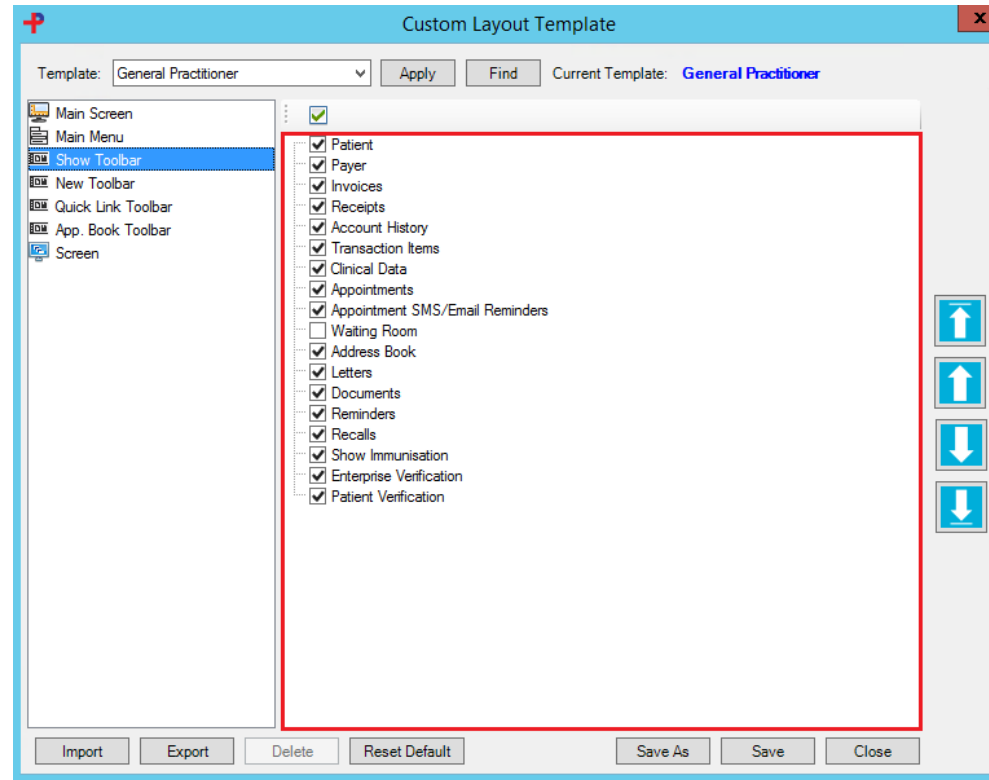 Custom Layout Template
x
Template: General Practitioner Apply Find Current Template: General Practitioner
Main Screen
Main Menu
Show Toolbar
New Toolbar
Quick Link Toolbar
App. Book Toolbar
Screen
Patient
Payer
Invoices
Receipts
Account History
Transaction Items
Clinical Data
Appointments
Appointment SMS/Email Reminders
Waiting Room
Address Book
Letters
Documents
Reminders
Recalls
Show Immunisation
Enterprise Verification
Patient Verification
Import Export Delete Reset Default Save As Save Close